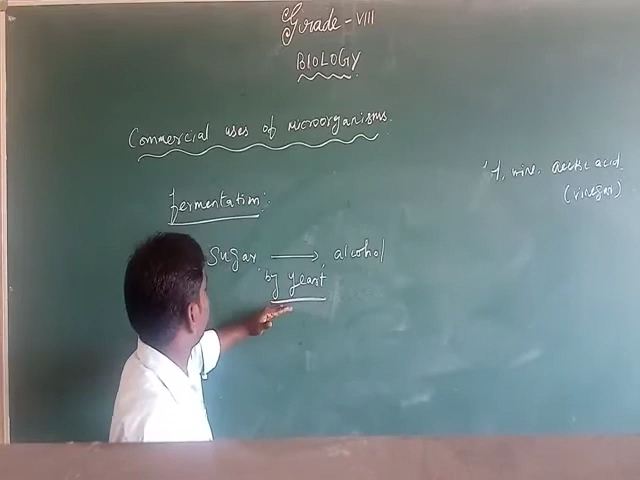 Grade - VIII
BIOLOGY
Commercial uses of microorganisms.
fermentation:
Sugar ⟶ alcohol
by yeast
wine, acetic acid
(vinegar)